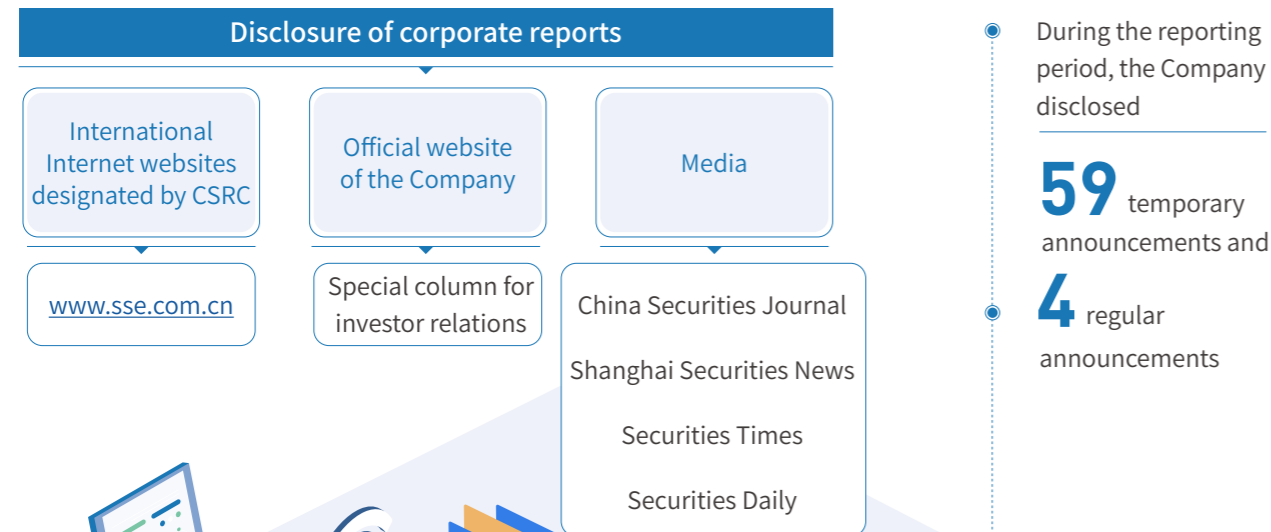 Disclosure of corporate reports
International
Internet websites
designated by CSRC
www.sse.com.cn
Official website
of the Company
Special column for
investor relations
Media
China Securities Journal
Shanghai Securities News
Securities Times
Securities Daily
During the reporting
period, the Company
disclosed
59 temporary
announcements and
4 regular
announcements